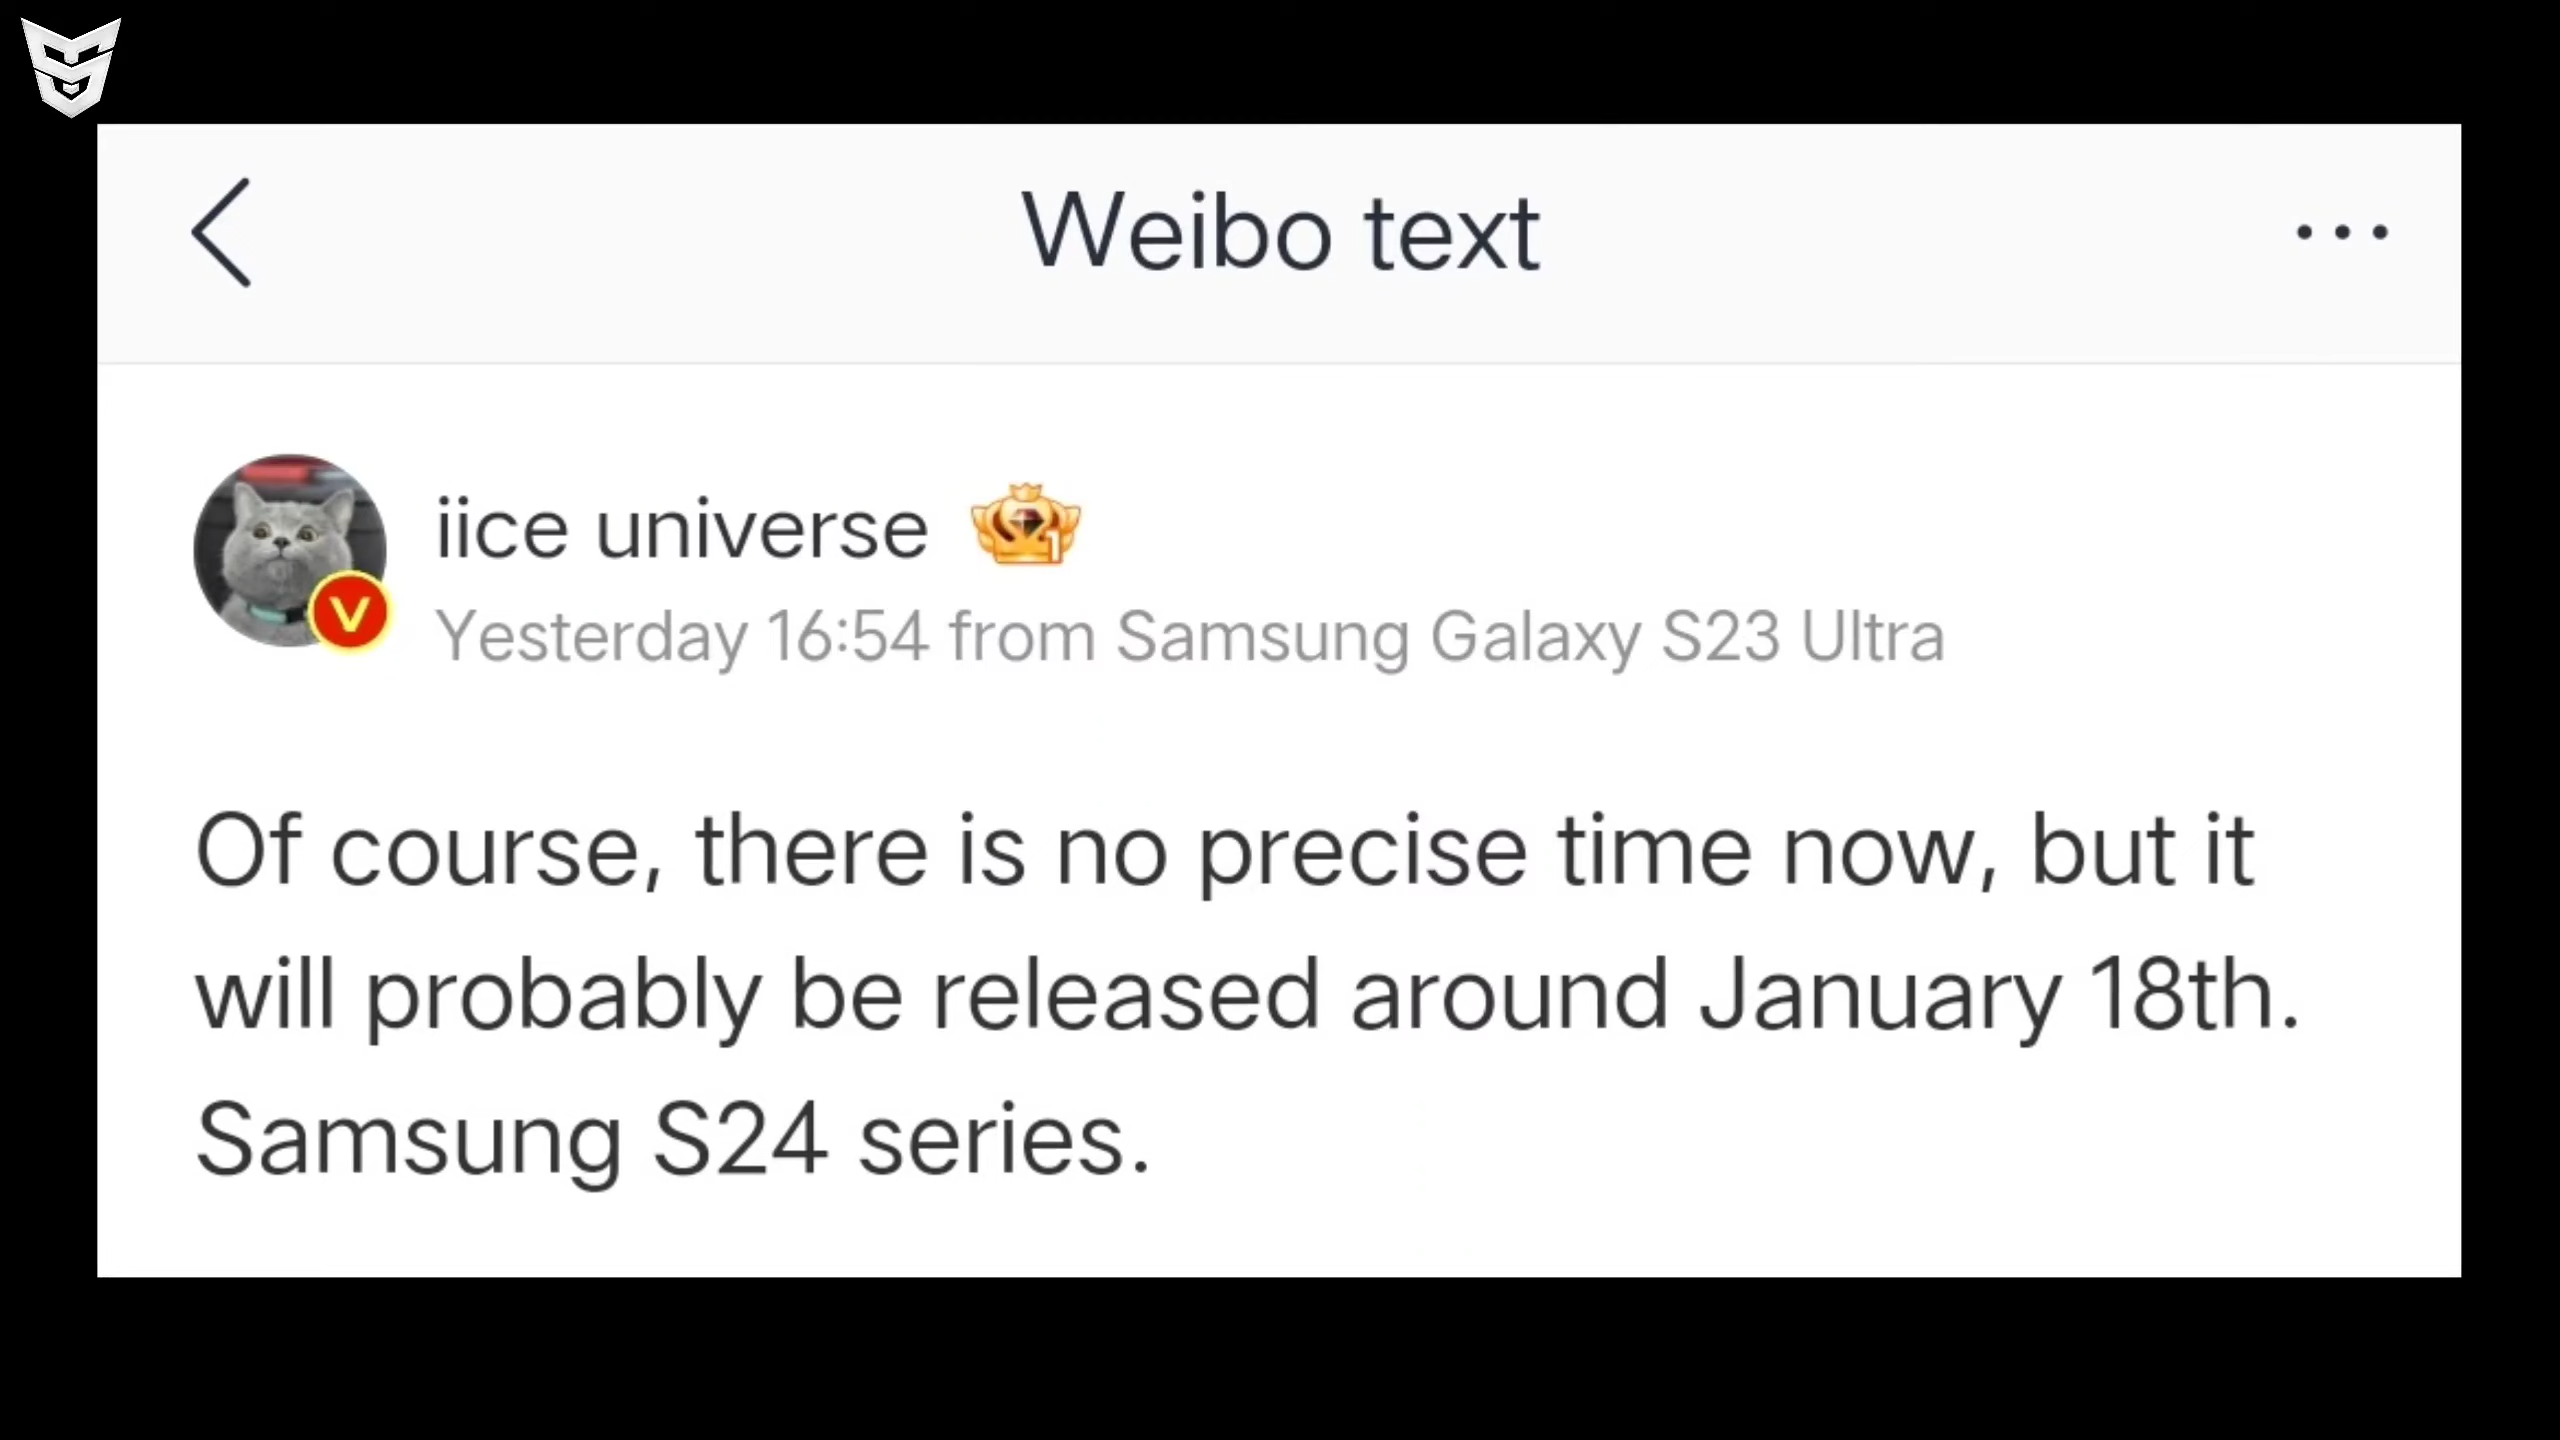 Weibo text
iice universe
Yesterday 16:54 from Samsung Galaxy S23 Ultra
Of course, there is no precise time now, but it
will probably be released around January 18th.
Samsung S24 series.